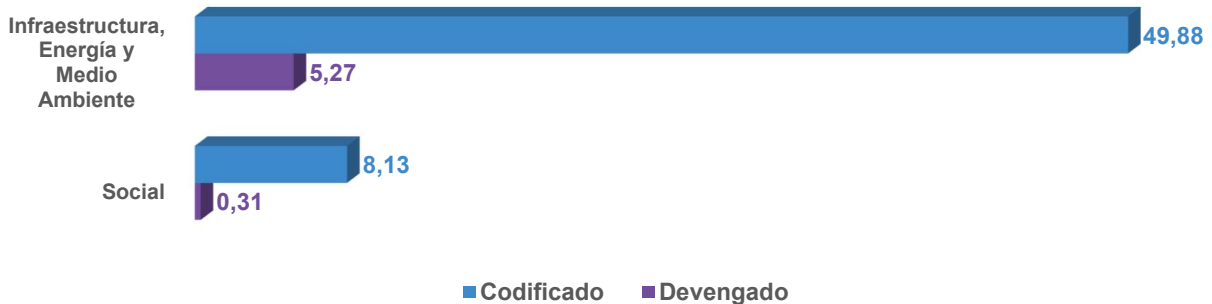 Infraestructura,
Energía y
Medio
Ambiente
49,88
5,27
Social
8,13
0,31
Codificado Devengado